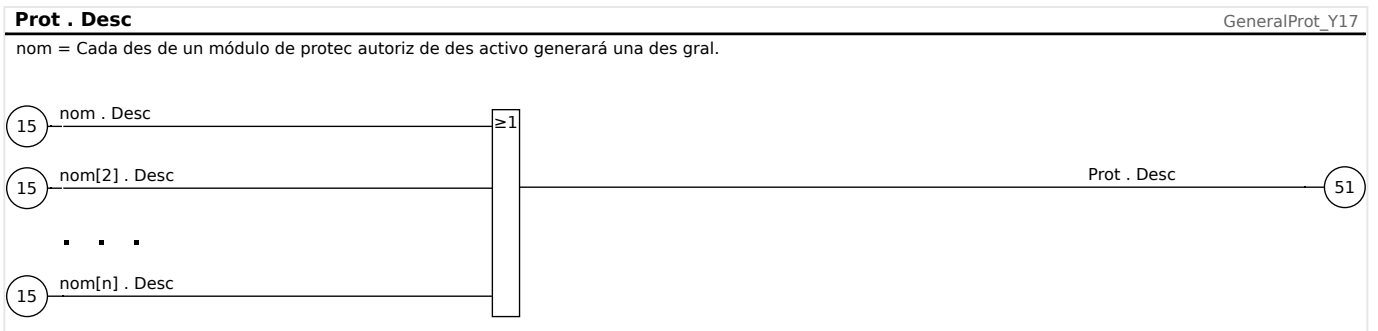 Prot . Desc
GeneralProt_Y17
nom = Cada des de un módulo de protec autoriz de des activo generará una des gral.
nom . Desc
15
≥1
nom[2] . Desc
15
Prot . Desc
51
. . .
nom[n] . Desc
15